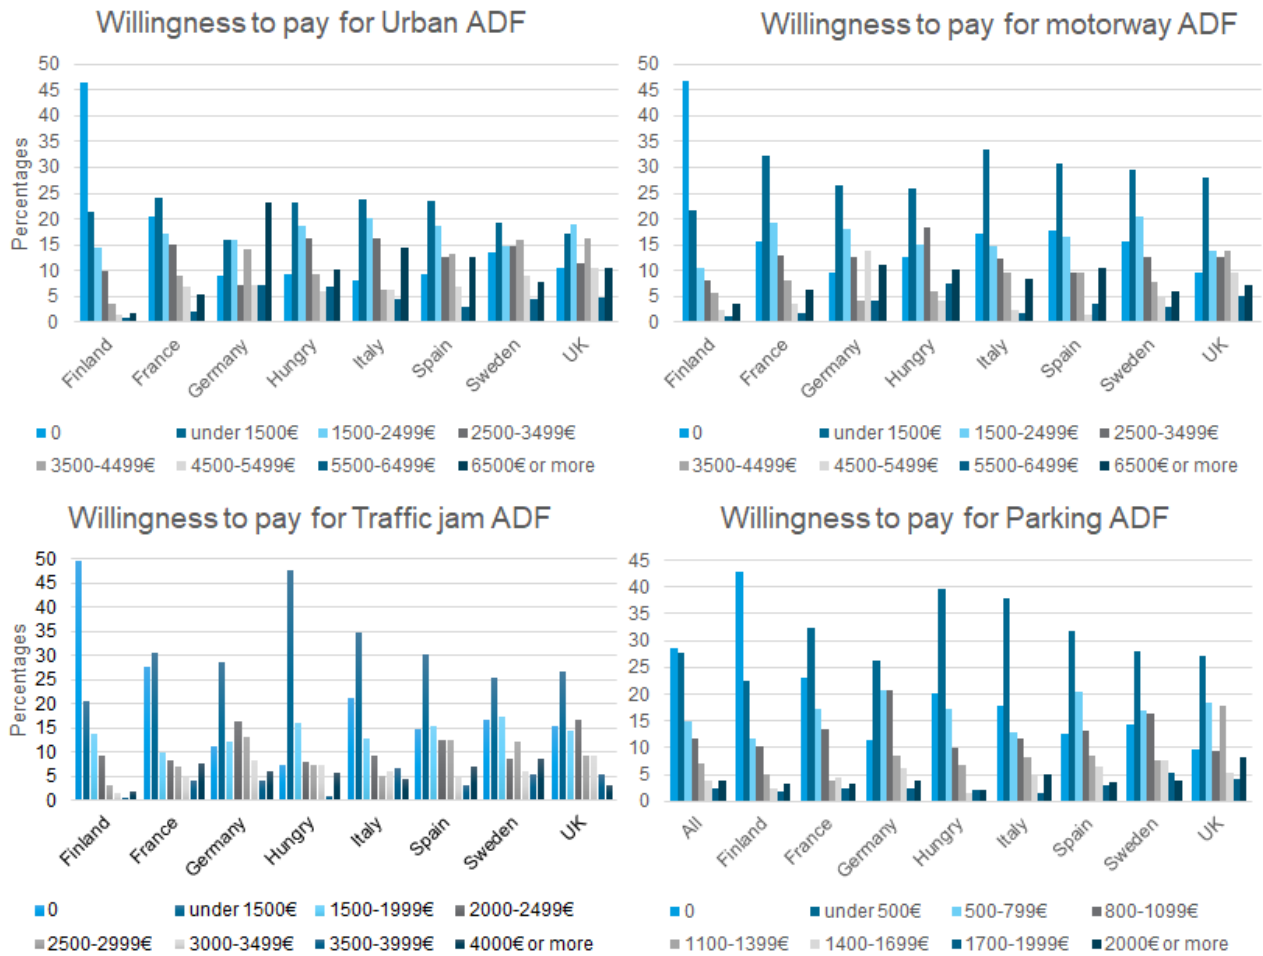 Willingness to pay for Urban ADF
Percentages
50
45
40
35
30
25
20
15
10
5
0
Finland France Germany Hungry Italy Spain Sweden UK
0 under 1500€ 1500-2499€ 2500-3499€
3500-4499€ 4500-5499€ 5500-6499€ 6500€ or more
Willingness to pay for motorway ADF
50
45
40
35
30
25
20
15
10
5
0
Finland France Germany Hungry Italy Spain Sweden UK
0 under 1500€ 1500-2499€ 2500-3499€
3500-4499€ 4500-5499€ 5500-6499€ 6500€ or more
Willingness to pay for Traffic jam ADF
Percentages
50
45
40
35
30
25
20
15
10
5
0
Finland France Germany Hungry Italy Spain Sweden UK
0 under 1500€ 1500-1999€ 2000-2499€
2500-2999€ 3000-3499€ 3500-3999€ 4000€ or more
Willingness to pay for Parking ADF
45
40
35
30
25
20
15
10
5
0
All Finland France Germany Hungry Italy Spain Sweden UK
0 under 500€ 500-799€ 800-1099€
1100-1399€ 1400-1699€ 1700-1999€ 2000€ or more